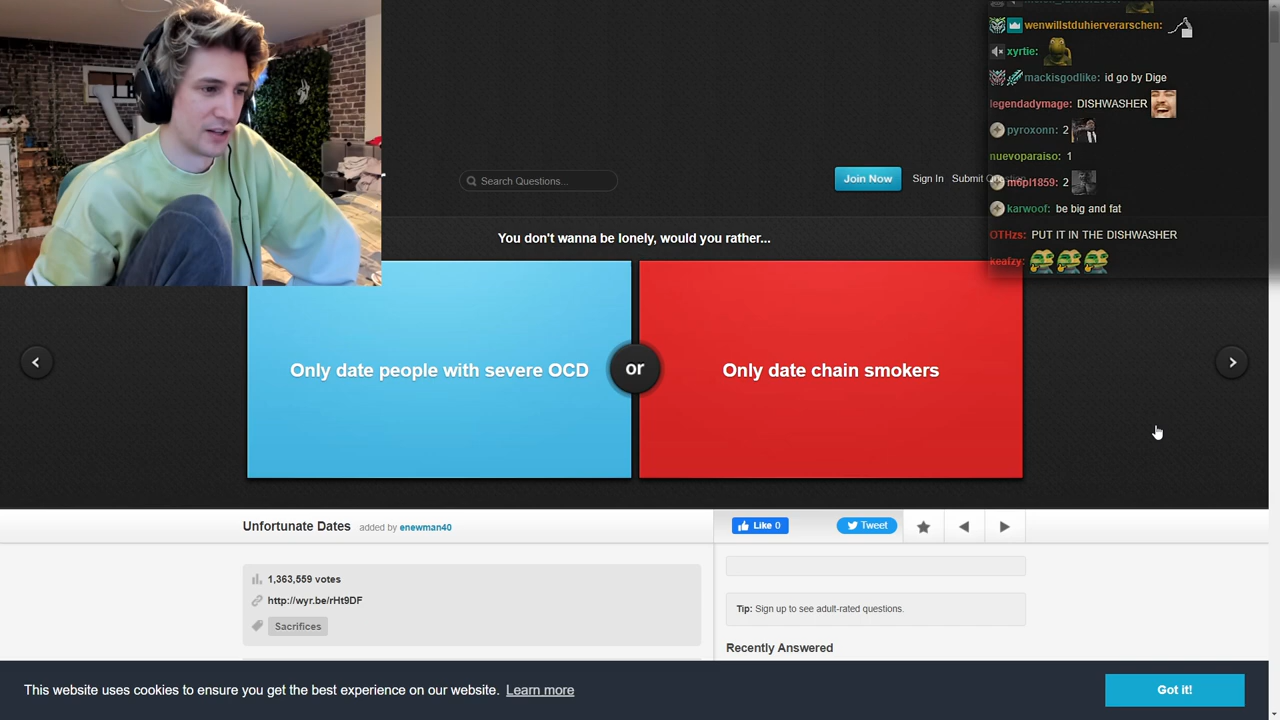 wenwillstduhierverarschen:
xyrtie:
mackisgodlike: id go by Dige
legendadymage: DISHWASHER
pyroxonn: 2
nuevoparaiso: 1
m6pl1859: 2
karwoof: be big and fat
OTHzs: PUT IT IN THE DISHWASHER
keafzy:
Search Questions...
Join Now
Sign In
Submit
You don't wanna be lonely, would you rather...
Only date people with severe OCD
or
Only date chain smokers
Unfortunate Dates added by enewman40
Like 0
Tweet
1,363,559 votes
http://wyr.be/rHt9DF
Sacrifices
Tip: Sign up to see adult-rated questions.
Recently Answered
This website uses cookies to ensure you get the best experience on our website. Learn more
Got it!